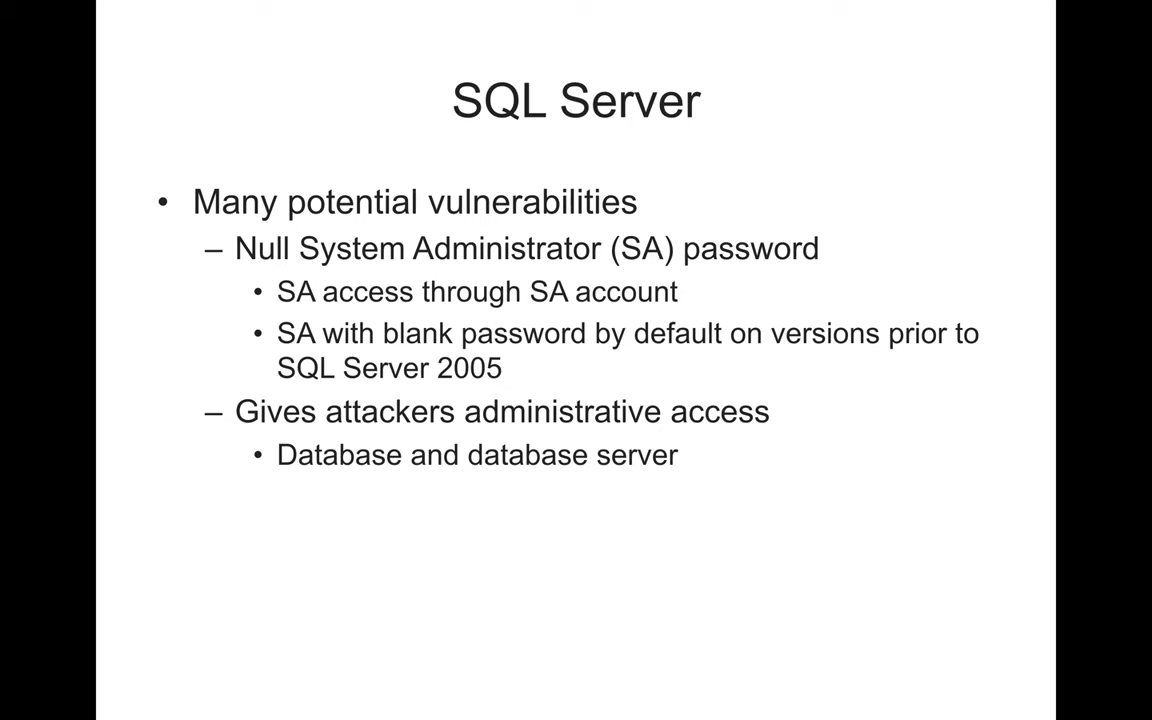 SQL Server
• Many potential vulnerabilities
– Null System Administrator (SA) password
• SA access through SA account
• SA with blank password by default on versions prior to
SQL Server 2005
– Gives attackers administrative access
• Database and database server